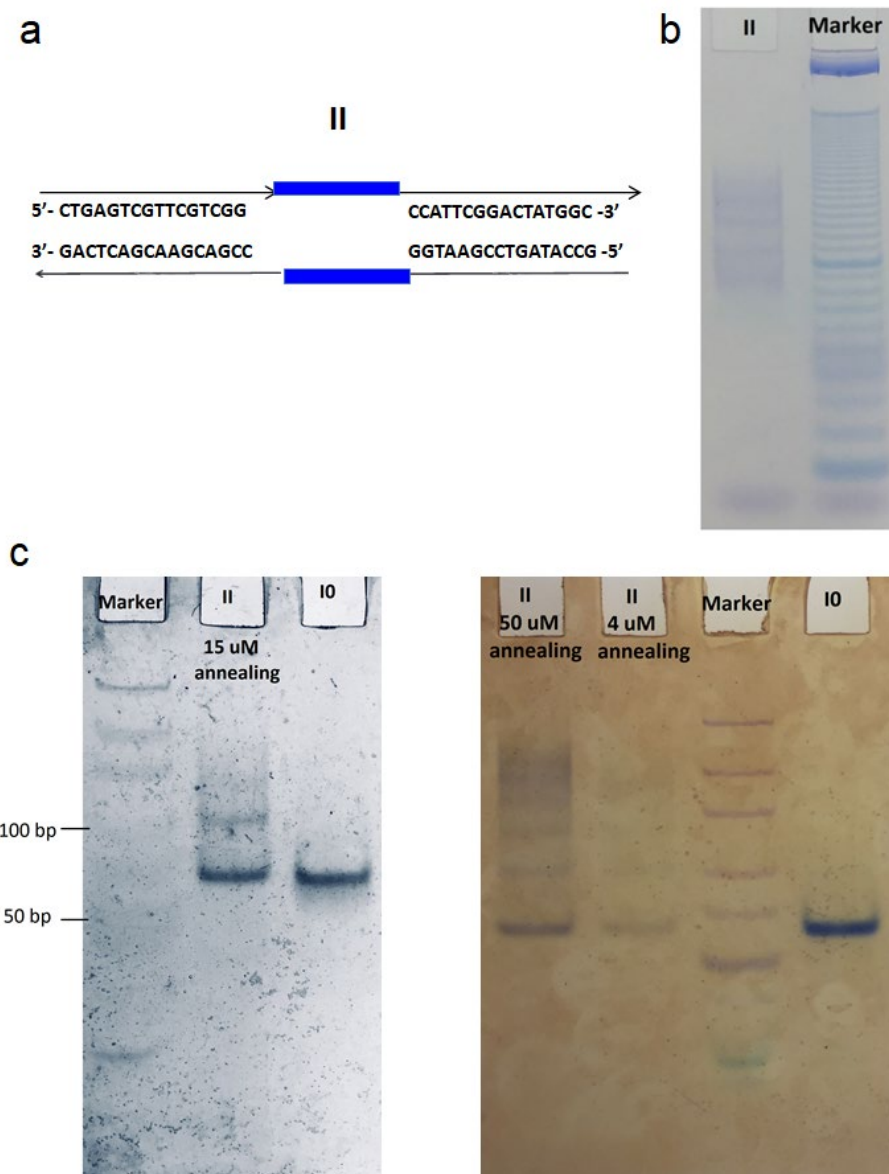 a
II
5’- CTGAGTCGTTCGTCGG CCATTCGGACTATGGC -3’
3’- GACTCAGCAAGCAGCC GGTAAGCCTGATACCG -5’
b
II Marker
c
Marker II I0
15 uM
annealing
100 bp
50 bp
II II Marker I0
50 uM 4 uM
annealing annealing